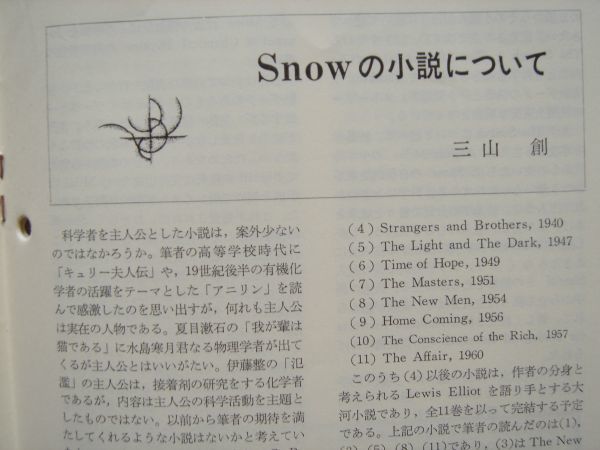 Snowの小説について
三山 創
科学者を主人公とした小説は，案外少ない
のではなかろうか。筆者の高等学校時代に
「キュリー夫人伝」や，19世紀後半の有機化
学者の活躍をテーマとした「アニリン」を読
んで感激したのを思い出すが，何れも主人公
は実在の人物である。夏目漱石の「我が輩は
猫である」に水島寒月君なる物理学者が出て
くるが主人公とはいいがたい。伊藤整の「氾
濫」の主人公は，接着剤の研究をする化学者
であるが，内容は主人公の科学活動を主題と
したものではない。以前から筆者の期待を満
たしてくれるような小説はないかと考えてい
(4) Strangers and Brothers, 1940
(5) The Light and The Dark, 1947
(6) Time of Hope, 1949
(7) The Masters, 1951
(8) The New Men, 1954
(9) Home Coming, 1956
(10) The Conscience of the Rich, 1957
(11) The Affair, 1960
このうち(4)以後の小説は，作者の分身と
考えられる Lewis Elliot を語り手とする大
河小説であり，全11巻を以って完結する予定
である。上記の小説で筆者の読んだのは(1)，
(5)，(8)，(11)であり，(3)は The New